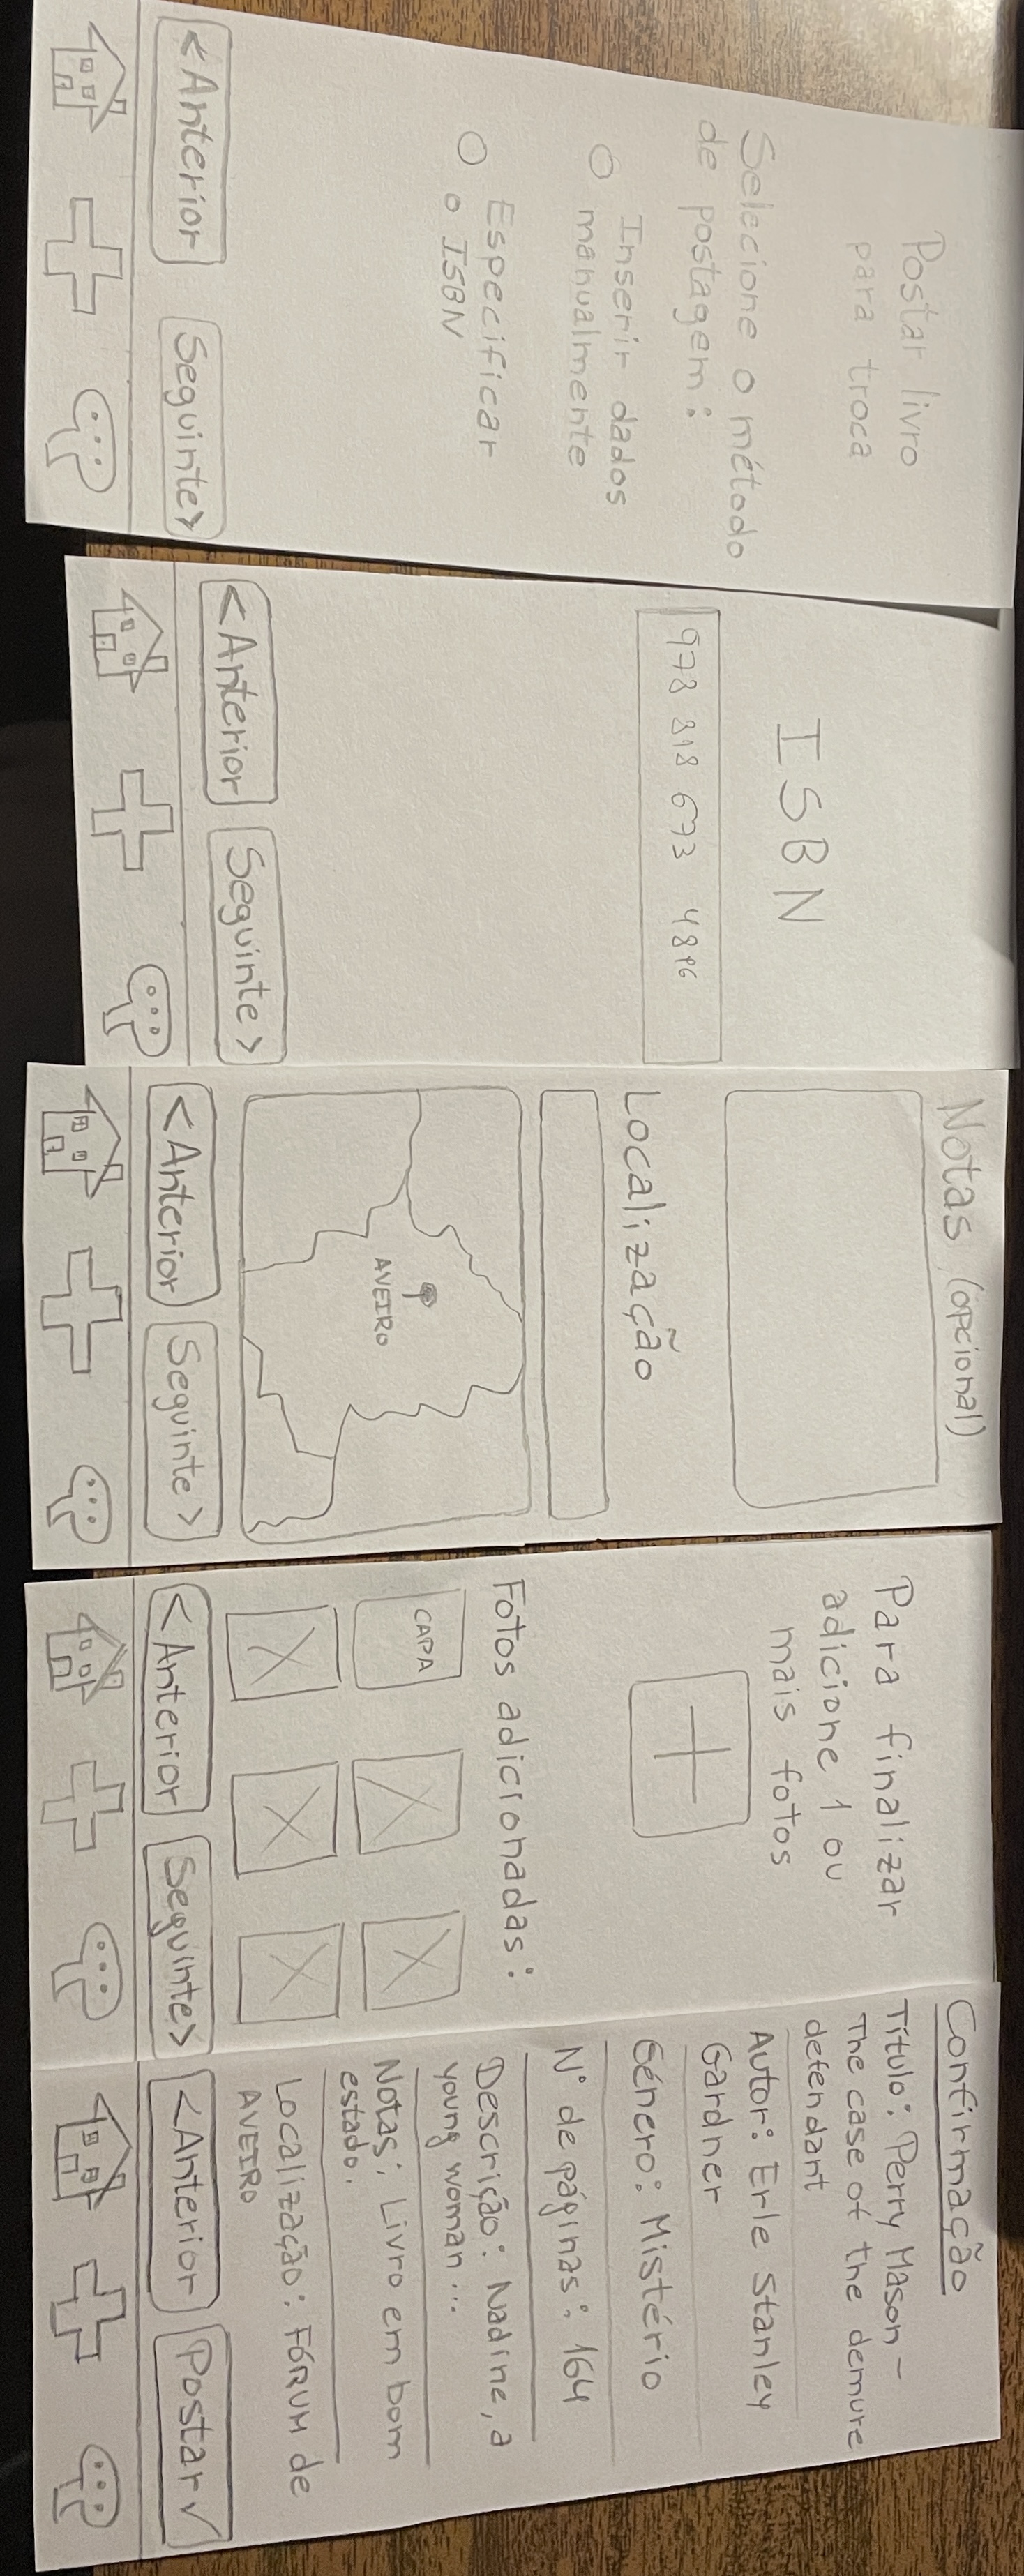 Postar livro
para troca
Selecione o método
de postagem:
Inserir dados
manualmente
Especificar
o ISBN
<Anterior
Seguinte>
ISBN
978 818 673 4896
<Anterior
Seguinte>
Notas (opcional)
Localização
AVEIRO
<Anterior
Seguinte>
Para finalizar
adicione 1 ou
mais fotos
Fotos adicionadas:
CAPA
<Anterior
Seguinte>
Confirmação
Título: Perry Mason-
The case of the demure
defendant
Autor: Erle Stanley
Gardner
Género: Mistério
Nº de páginas: 164
Descrição: Nadine, a
young woman...
Notas: Livro em bom
estado.
Localização: FÓRUM de
AVEIRO
<Anterior
Postar✓